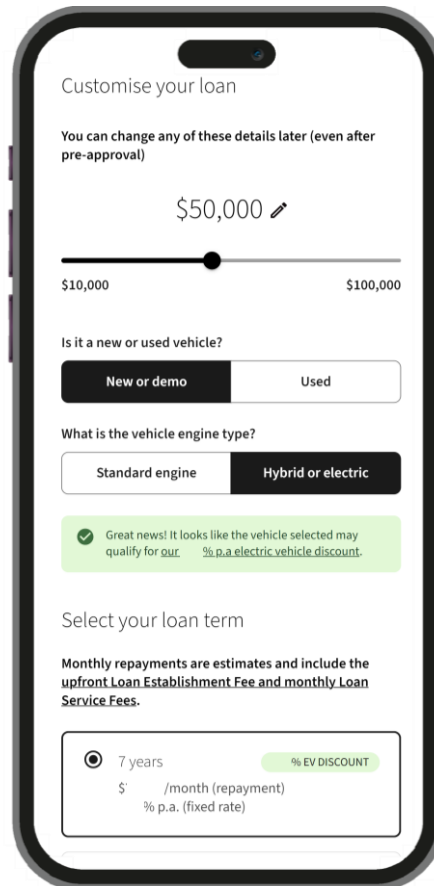 Customise your loan
You can change any of these details later (even after
pre-approval)
$50,000
$10,000 $100,000
Is it a new or used vehicle?
New or demo Used
What is the vehicle engine type?
Standard engine Hybrid or electric
Great news! It looks like the vehicle selected may
qualify for our % p.a electric vehicle discount.
Select your loan term
Monthly repayments are estimates and include the
upfront Loan Establishment Fee and monthly Loan
Service Fees.
7 years % EV DISCOUNT
$ /month (repayment)
% p.a. (fixed rate)